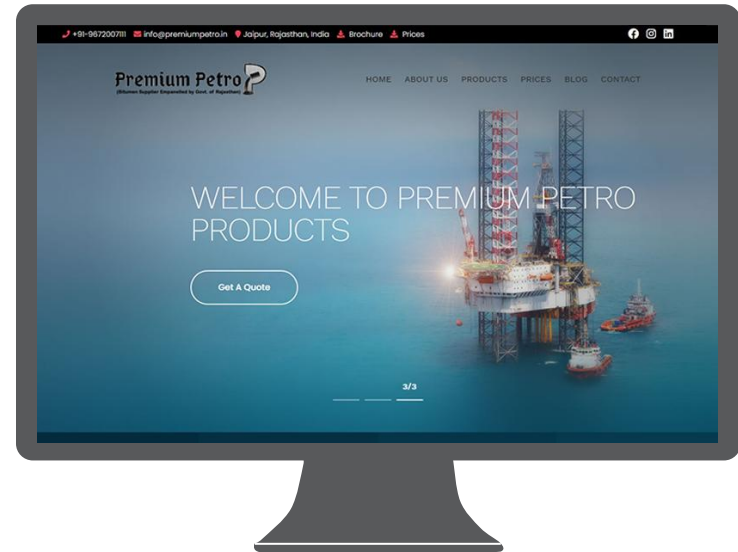 +91-9672007111 info@premiumpetro.in Jaipur, Rajasthan, India Brochure Prices
Premium Petro
(Bitumen Supplier Empanelled by Govt. of Rajasthan)
HOME ABOUT US PRODUCTS PRICES BLOG CONTACT
WELCOME TO PREMIUM PETRO
PRODUCTS
Get A Quote
3/3